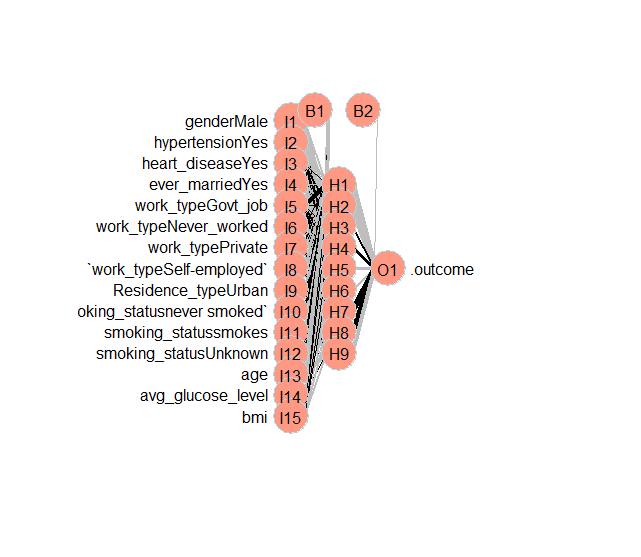 B1 B2
genderMale I1
hypertensionYes I2
heart_diseaseYes I3
ever_marriedYes I4 H1
work_typeGovt_job I5 H2
work_typeNever_worked I6 H3
work_typePrivate I7 H4
`work_typeSelf-employed` I8 H5 O1 .outcome
Residence_typeUrban I9 H6
oking_statusnever smoked` I10 H7
smoking_statussmokes I11 H8
smoking_statusUnknown I12 H9
age I13
avg_glucose_level I14
bmi I15